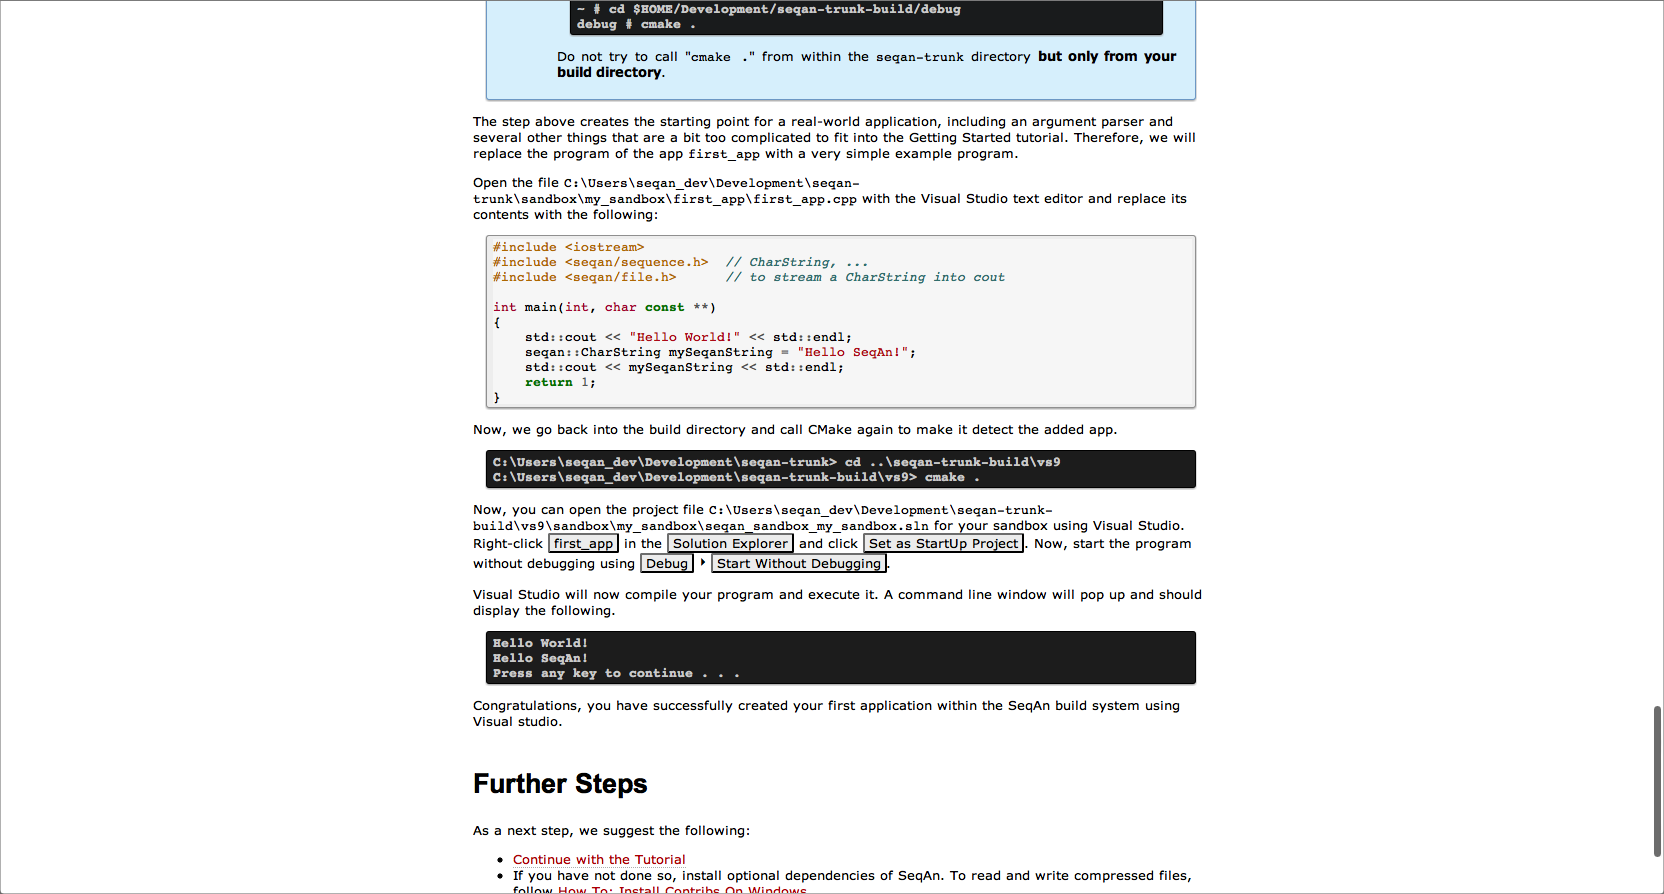 ~ # cd $HOME/Development/seqan-trunk-build/debug
debug # cmake .
Do not try to call "cmake ." from within the seqan-trunk directory but only from your
build directory.
The step above creates the starting point for a real-world application, including an argument parser and
several other things that are a bit too complicated to fit into the Getting Started tutorial. Therefore, we will
replace the program of the app first_app with a very simple example program.
Open the file C:\Users\seqan_dev\Development\seqan-
trunk\sandbox\my_sandbox\first_app\first_app.cpp with the Visual Studio text editor and replace its
contents with the following:
#include <iostream>
#include <seqan/sequence.h>  // CharString, ...
#include <seqan/file.h>      // to stream a CharString into cout
int main(int, char const **)
{
    std::cout << "Hello World!" << std::endl;
    seqan::CharString mySeqanString = "Hello SeqAn!";
    std::cout << mySeqanString << std::endl;
    return 1;
}
Now, we go back into the build directory and call CMake again to make it detect the added app.
C:\Users\seqan_dev\Development\seqan-trunk> cd ..\seqan-trunk-build\vs9
C:\Users\seqan_dev\Development\seqan-trunk-build\vs9> cmake .
Now, you can open the project file C:\Users\seqan_dev\Development\seqan-trunk-
build\vs9\sandbox\my_sandbox\seqan_sandbox_my_sandbox.sln for your sandbox using Visual Studio.
Right-click first_app in the Solution Explorer and click Set as StartUp Project. Now, start the program
without debugging using Debug ‣ Start Without Debugging.
Visual Studio will now compile your program and execute it. A command line window will pop up and should
display the following.
Hello World!
Hello SeqAn!
Press any key to continue . . .
Congratulations, you have successfully created your first application within the SeqAn build system using
Visual studio.
Further Steps
As a next step, we suggest the following:
• Continue with the Tutorial
• If you have not done so, install optional dependencies of SeqAn. To read and write compressed files,
follow How To: Install Contribs On Windows